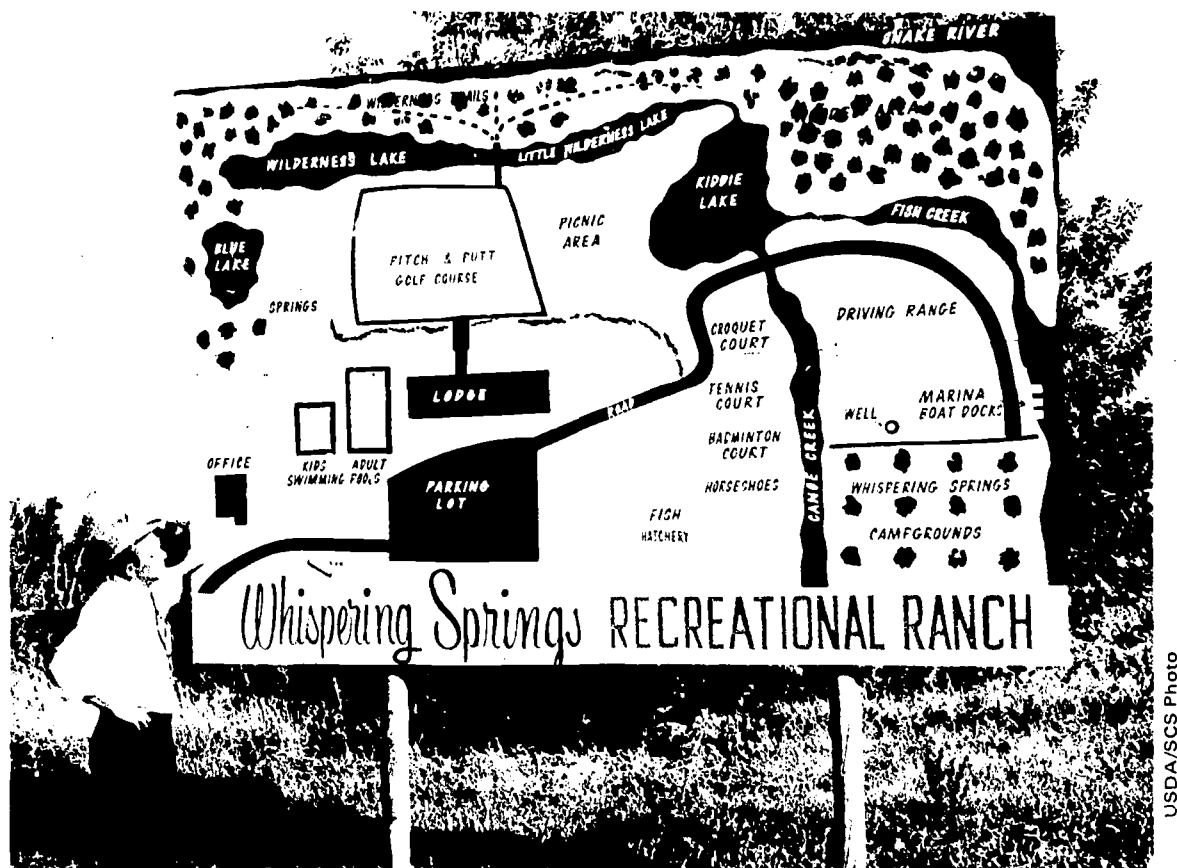 SNAKE RIVER
WILDERNESS TRAILS
WILDERNESS LAKE
LITTLE WILDERNESS LAKE
KIDDIE
LAKE
FISH CREEK
BLUE
LAKE
PICNIC
AREA
PITCH & PUTT
GOLF COURSE
SPRINGS
DRIVING RANGE
CROQUET
COURT
LODGE
ROAD
TENNIS
COURT
MARINA
BOAT DOCKS
WELL
BADMINTON
COURT
CANOE CREEK
OFFICE
KIDS ADULT
SWIMMING POOLS
PARKING
LOT
HORSESHOES
WHISPERING SPRINGS
CAMPGROUNDS
FISH
HATCHERY
Whispering Springs RECREATIONAL RANCH
USDA/SCS Photo